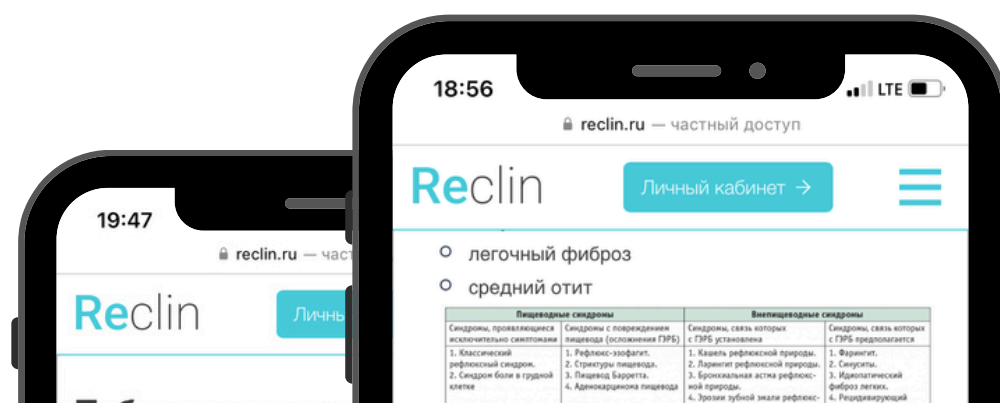 19:47
reclin.ru — част
Reclin
Личны
18:56
LTE
reclin.ru — частный доступ
Reclin
Личный кабинет →
легочный фиброз
средний отит
Пищеводные синдромы
Внепищеводные синдромы
Синдромы, проявляющиеся
исключительно симптомами
Синдромы с повреждением
пищевода (осложнения ГЭРБ)
Синдромы, связь которых
с ГЭРБ установлена
Синдромы, связь которых
с ГЭРБ предполагается
1. Классический
рефлюксный синдром.
2. Синдром боли в грудной
клетке
1. Рефлюкс-эзофагит.
2. Стриктуры пищевода.
3. Пищевод Барретта.
4. Аденокарцинома пищевода
1. Кашель рефлюксной природы.
2. Ларингит рефлюксной природы.
3. Бронхиальная астма рефлюкс-
ной природы.
4. Эрозии зубной эмали рефлюкс-
1. Фарингит.
2. Синуситы.
3. Идиопатический
фиброз легких.
4. Рецидивирующий